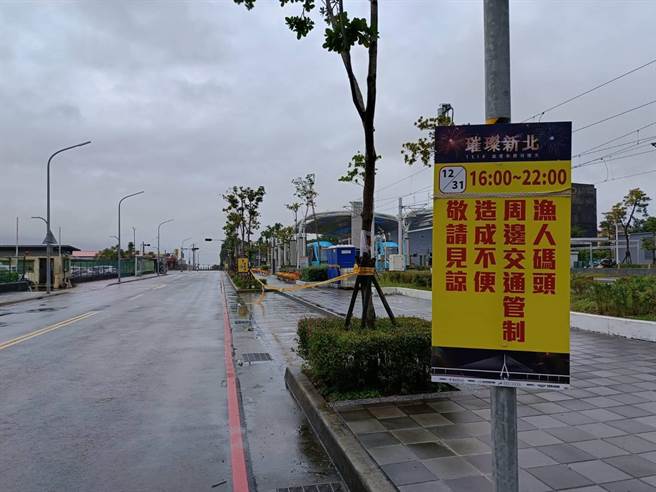 璀璨新北
12/31
16:00~22:00
漁人碼頭
周邊交通管制
造成不便
敬請見諒